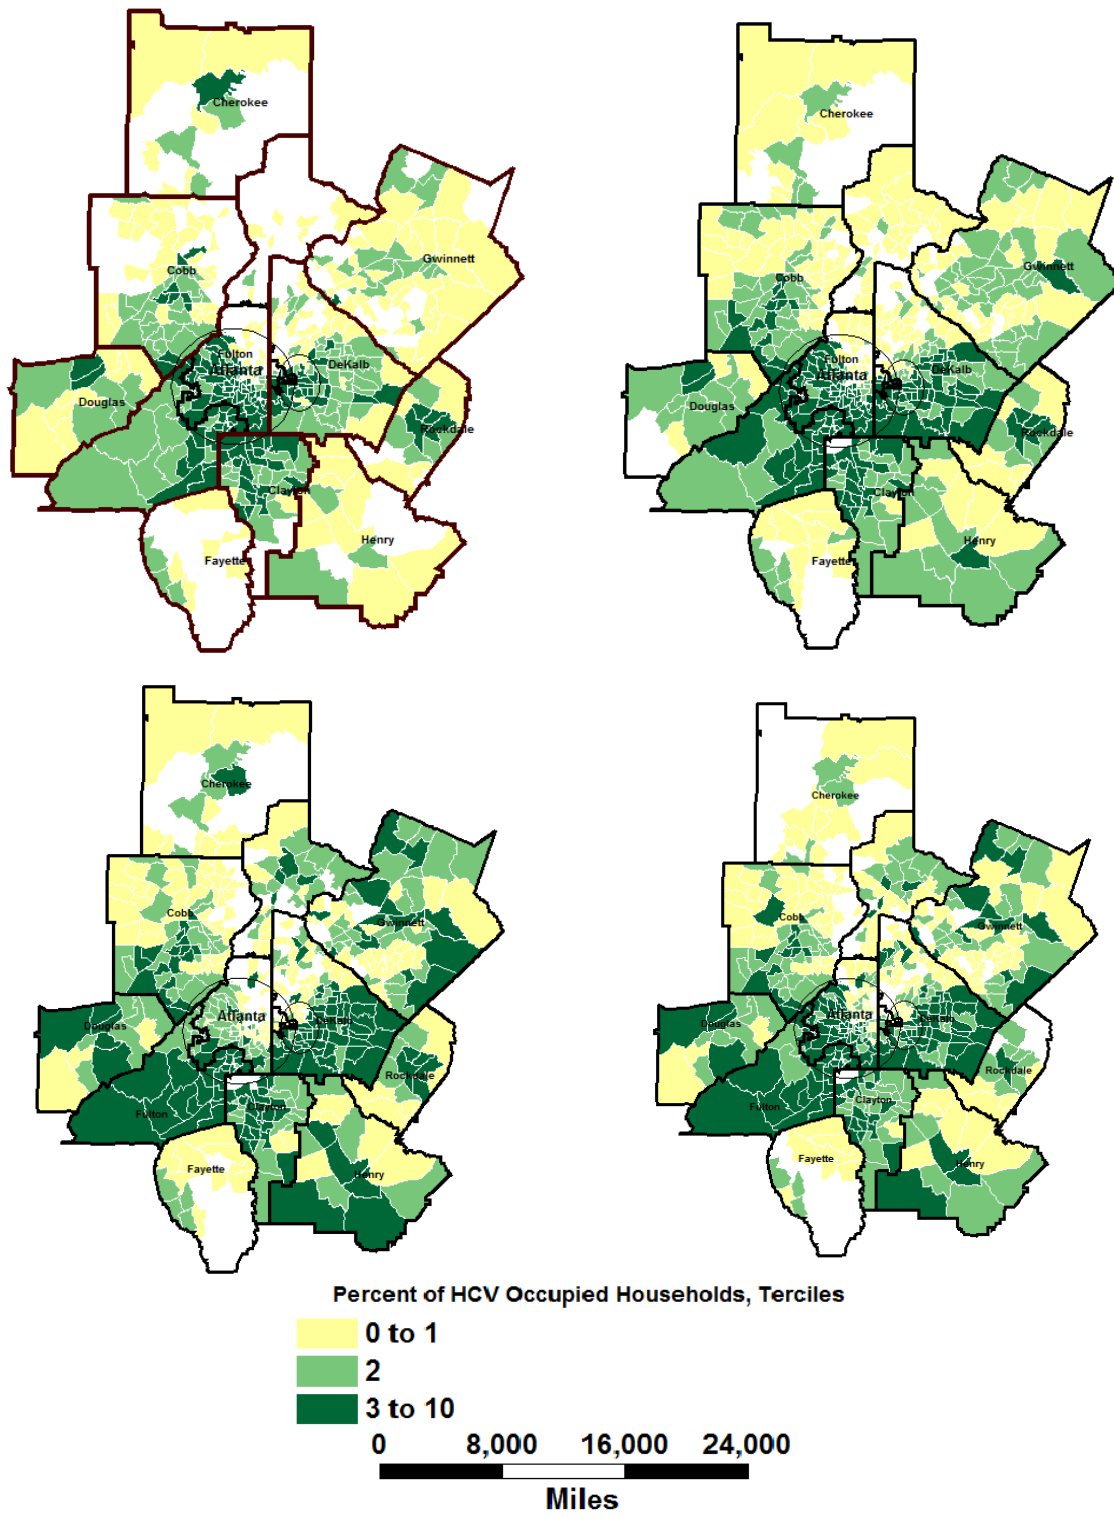 Cherokee
Cobb
Gwinnett
Fulton
Atlanta
DeKalb
Douglas
Rockdale
Clayton
Henry
Fayette
Cherokee
Cobb
Gwinnett
Fulton
Atlanta
DeKalb
Douglas
Rockdale
Clayton
Henry
Fayette
Cherokee
Cobb
Gwinnett
Atlanta
DeKalb
Douglas
Rockdale
Fulton
Clayton
Fayette
Henry
Cherokee
Cobb
Gwinnett
Atlanta
DeKalb
Douglas
Rockdale
Fulton
Clayton
Fayette
Henry
Percent of HCV Occupied Households, Terciles
0 to 1
2
3 to 10
0 8,000 16,000 24,000
Miles